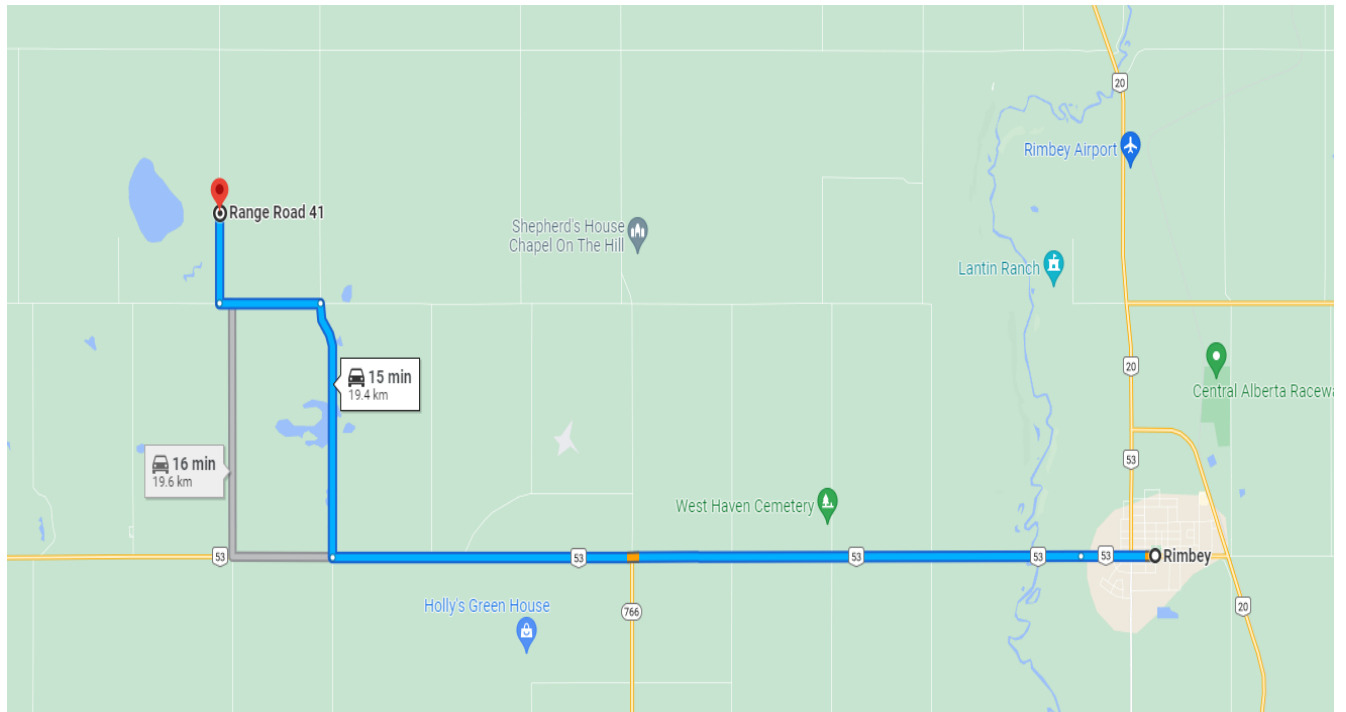 20
Rimbey Airport
Range Road 41
Shepherd's House
Chapel On The Hill
Lantin Ranch
20
15 min
19.4 km
Central Alberta Racewa
16 min
19.6 km
53
West Haven Cemetery
53
53
53
53
53
Rimbey
Holly's Green House
766
20